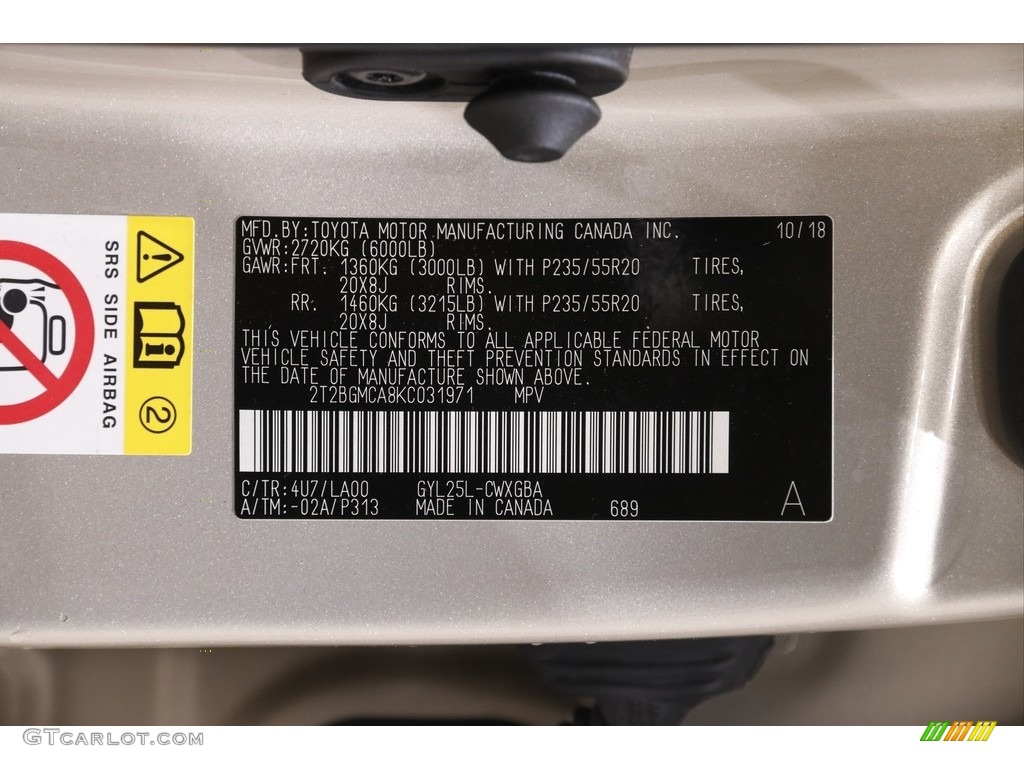 MFD.BY:TOYOTA MOTOR MANUFACTURING CANADA INC. 10/18
GVWR:2720KG (6000LB)
GAWR:FRT. 1360KG (3000LB) WITH P235/55R20 TIRES,
20X8J RIMS.
RR. 1460KG (3215LB) WITH P235/55R20 TIRES,
20X8J RIMS.
THIS VEHICLE CONFORMS TO ALL APPLICABLE FEDERAL MOTOR
VEHICLE SAFETY AND THEFT PREVENTION STANDARDS IN EFFECT ON
THE DATE OF MANUFACTURE SHOWN ABOVE.
2T2BGMCA8KC031971 MPV
C/TR:4U7/LA00 GYL25L-CWXGBA
A/TM:-02A/P313 MADE IN CANADA 689 A
SRS SIDE AIRBAG
2
GTCARLOT.COM